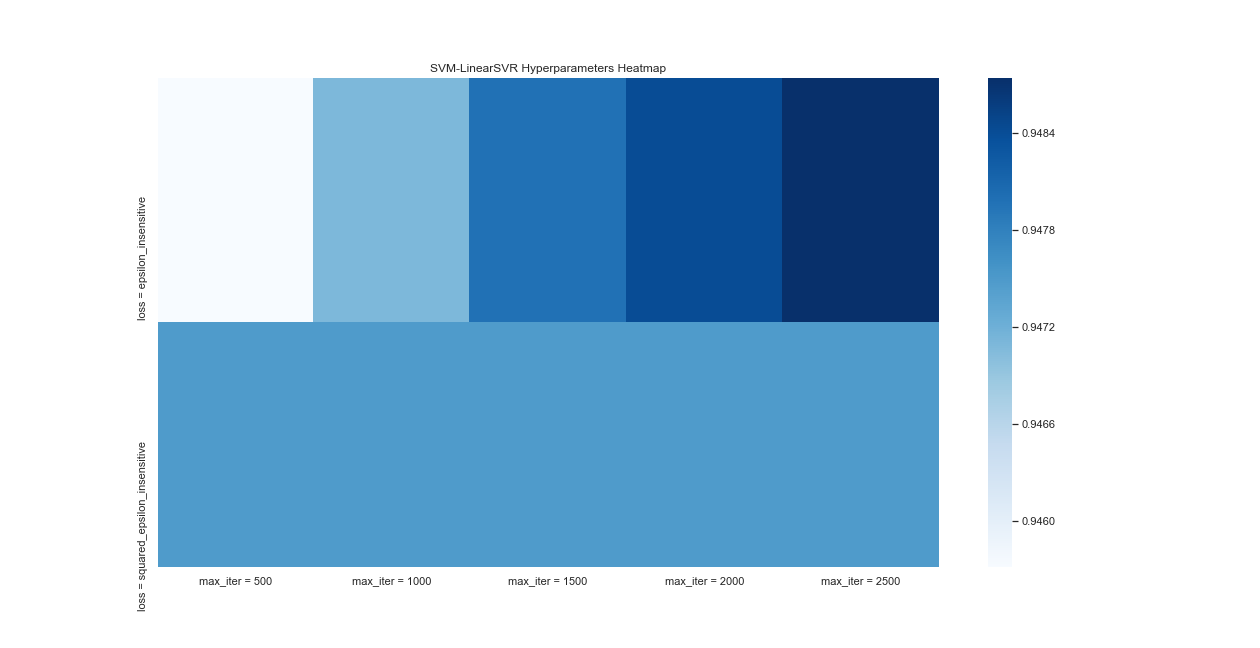 SVM-LinearSVR Hyperparameters Heatmap
loss = epsilon_insensitive
loss = squared_epsilon_insensitive
max_iter = 500
max_iter = 1000
max_iter = 1500
max_iter = 2000
max_iter = 2500
0.9484
0.9478
0.9472
0.9466
0.9460